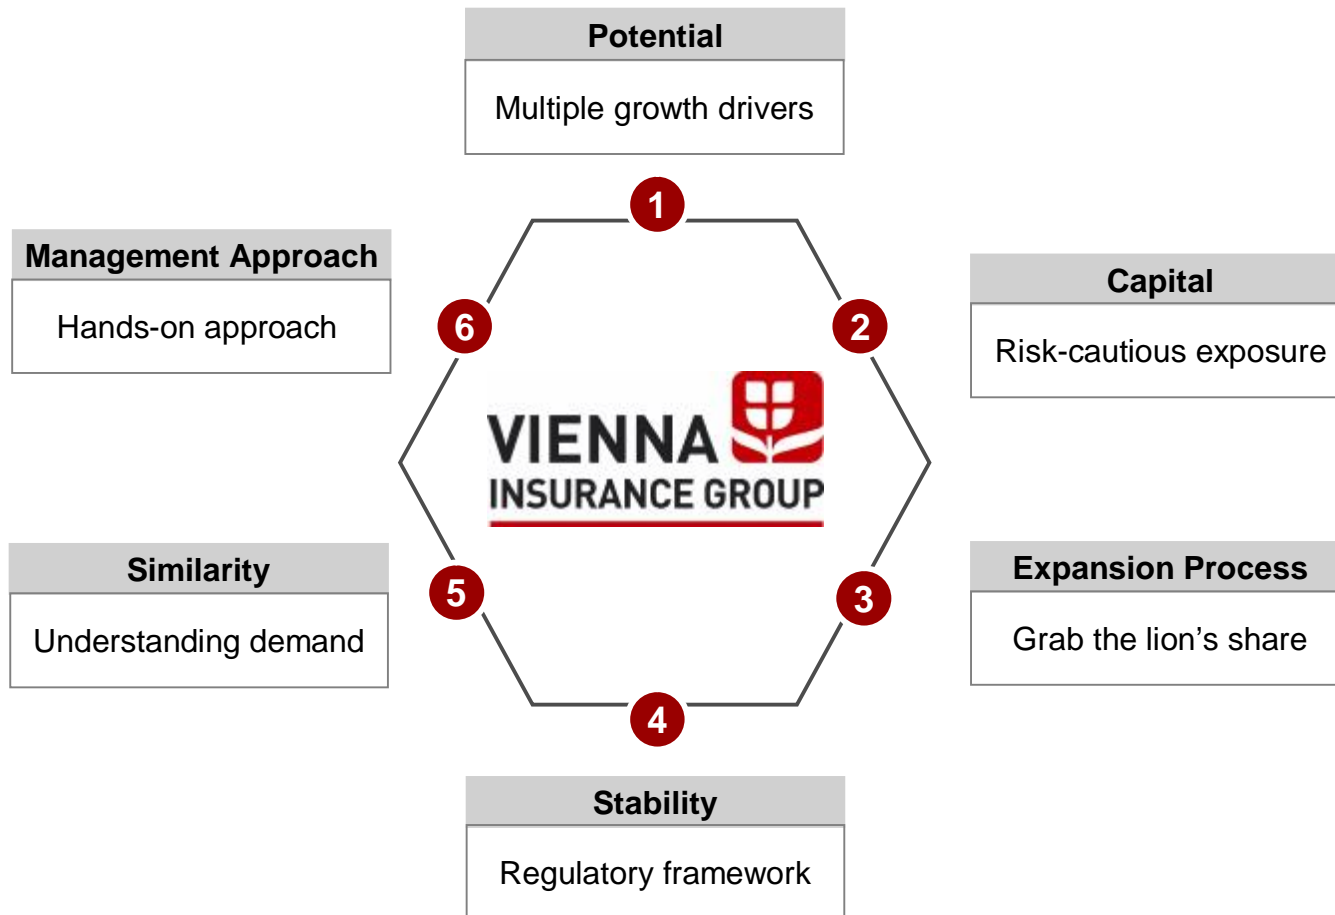 Potential
Multiple growth drivers
1
Management Approach
Hands-on approach
6
2
Capital
Risk-cautious exposure
VIENNA
INSURANCE GROUP
Similarity
Understanding demand
5
3
Expansion Process
Grab the lion’s share
4
Stability
Regulatory framework